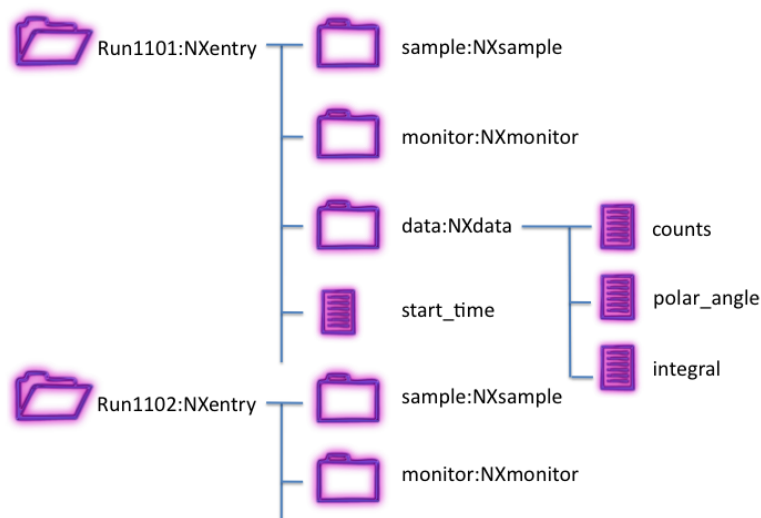 Run1101:NXentry
sample:NXsample
monitor:NXmonitor
data:NXdata
counts
polar_angle
integral
start_time
Run1102:NXentry
sample:NXsample
monitor:NXmonitor